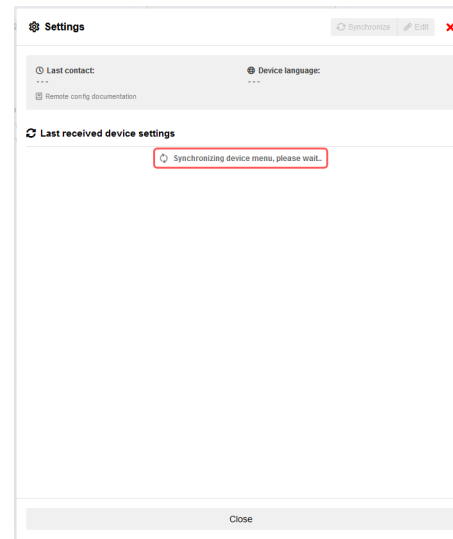 Settings
Synchronize
Edit
Last contact:
---
Device language:
---
Remote config documentation
Last received device settings
Synchronizing device menu, please wait..
Close